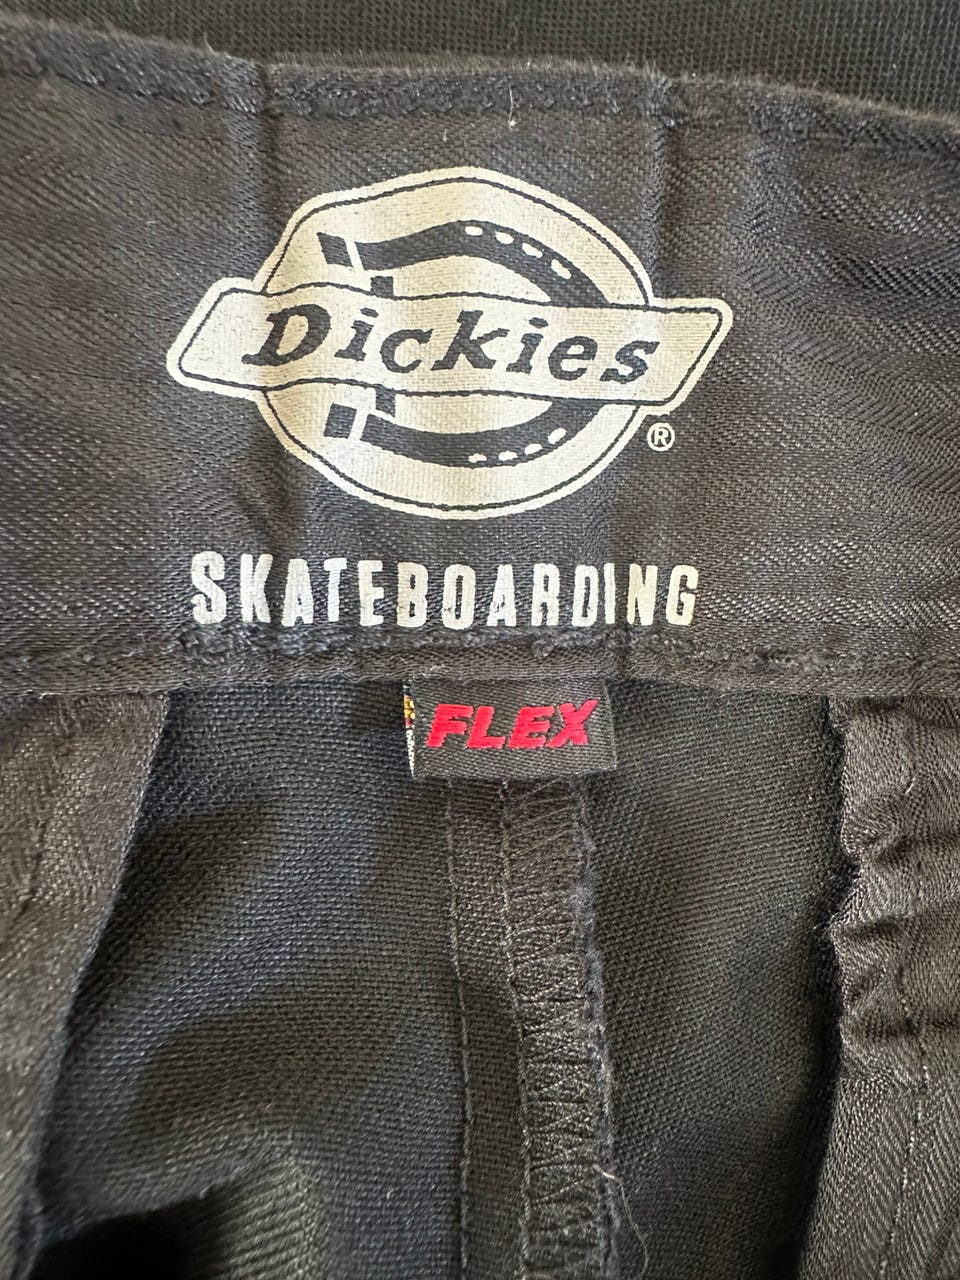 Dickies
®
SKATEBOARDING
FLEX